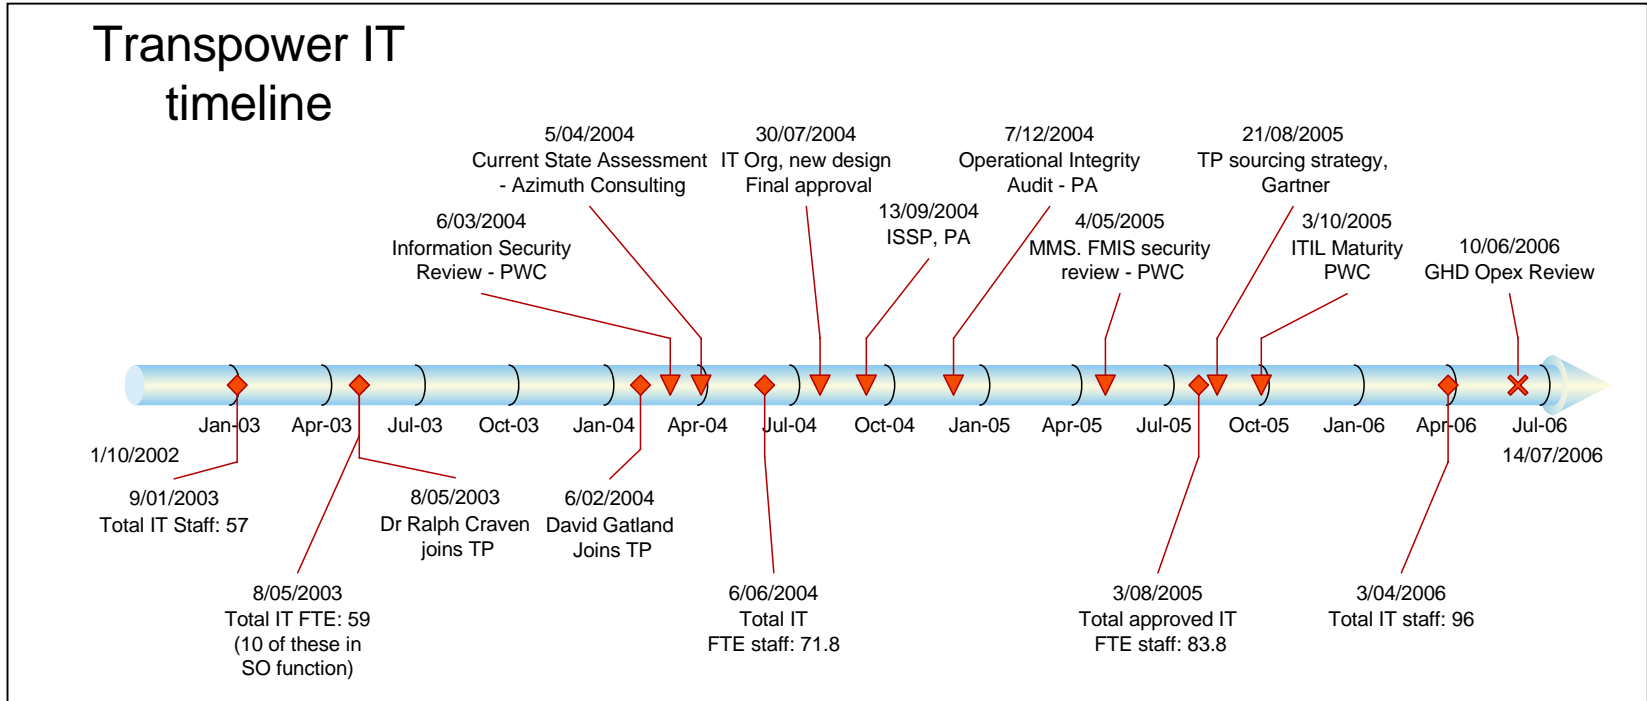 Transpower IT
timeline
5/04/2004
Current State Assessment
- Azimuth Consulting
30/07/2004
IT Org, new design
Final approval
7/12/2004
Operational Integrity
Audit - PA
21/08/2005
TP sourcing strategy,
Gartner
6/03/2004
Information Security
Review - PWC
13/09/2004
ISSP, PA
4/05/2005
MMS. FMIS security
review - PWC
3/10/2005
ITIL Maturity
PWC
10/06/2006
GHD Opex Review
Jan-03 Apr-03 Jul-03 Oct-03 Jan-04 Apr-04 Jul-04 Oct-04 Jan-05 Apr-05 Jul-05 Oct-05 Jan-06 Apr-06 Jul-06
1/10/2002
14/07/2006
9/01/2003
Total IT Staff: 57
8/05/2003
Dr Ralph Craven
joins TP
6/02/2004
David Gatland
Joins TP
8/05/2003
Total IT FTE: 59
(10 of these in
SO function)
6/06/2004
Total IT
FTE staff: 71.8
3/08/2005
Total approved IT
FTE staff: 83.8
3/04/2006
Total IT staff: 96